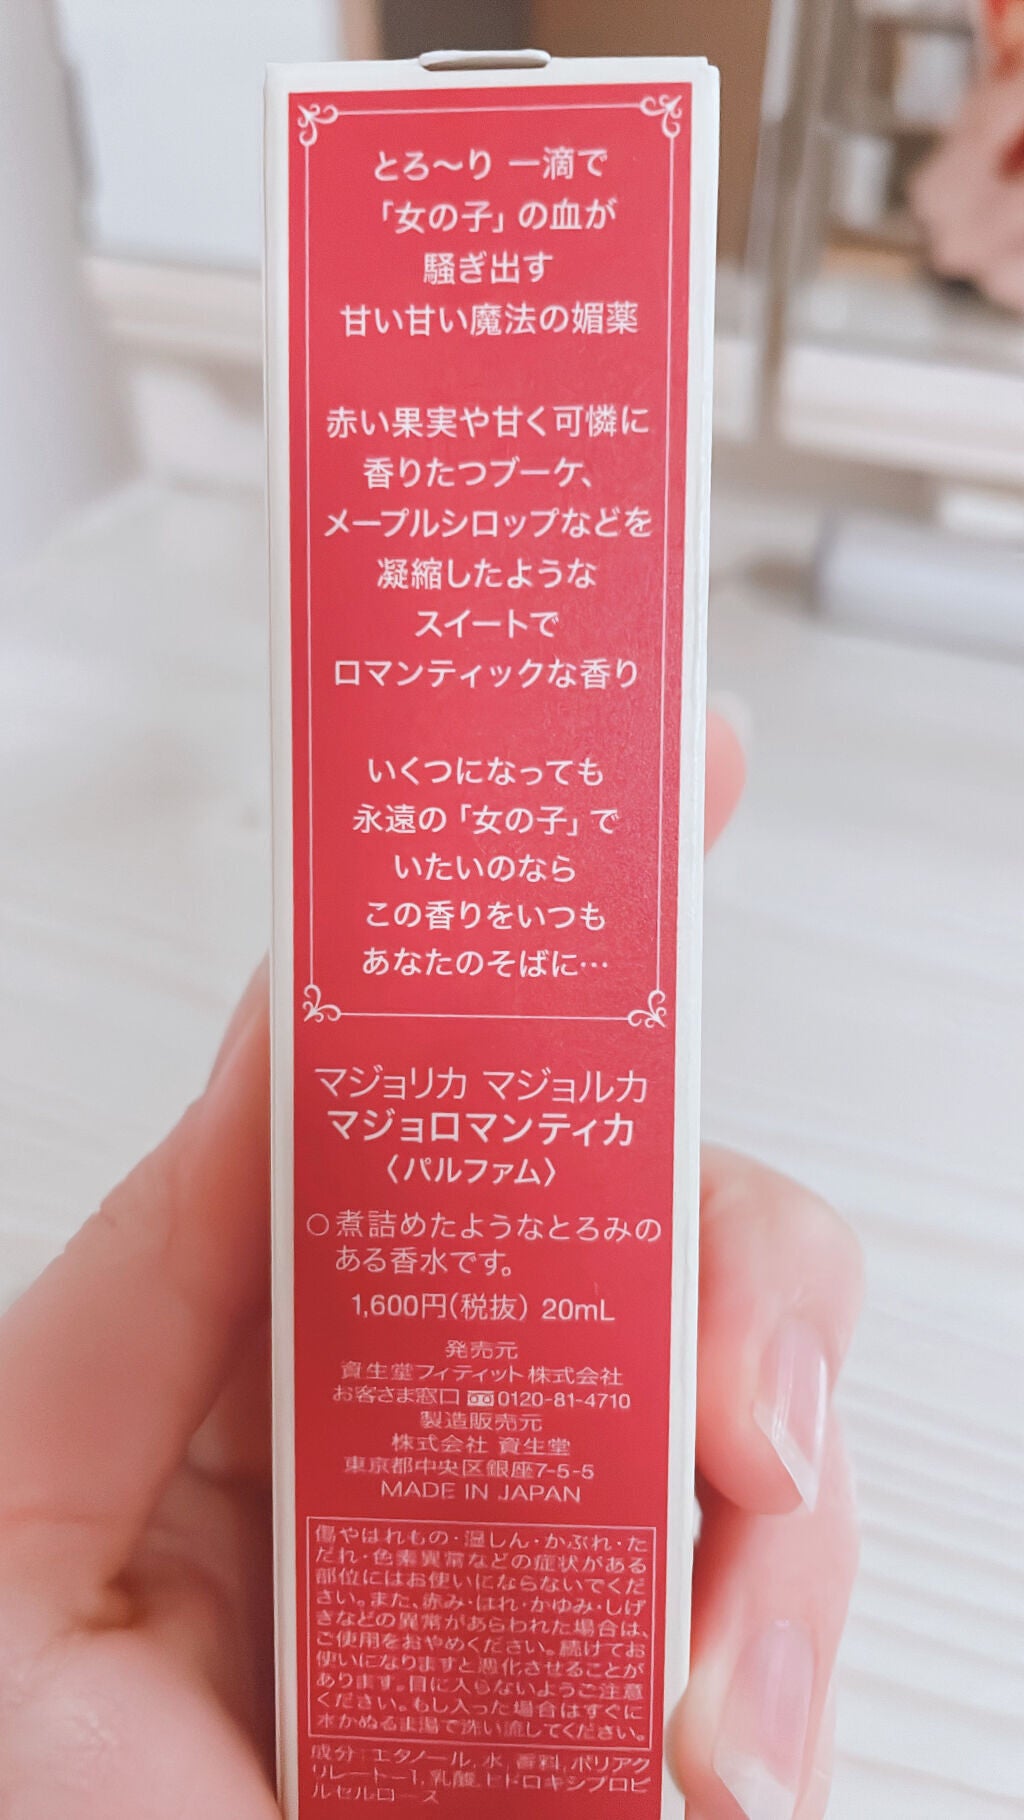 とろ〜り 一滴で
「女の子」の血が
騒ぎ出す
甘い甘い魔法の媚薬
赤い果実や甘く可憐に
香りたつブーケ、
メープルシロップなどを
凝縮したような
スイートで
ロマンティックな香り
いくつになっても
永遠の「女の子」で
いたいのなら
この香りをいつも
あなたのそばに…
マジョリカ マジョルカ
マジョロマンティカ
〈パルファム〉
○煮詰めたようなとろみの
ある香水です。
1,600円(税抜) 20mL
発売元
資生堂フィティット株式会社
お客さま窓口 0120-81-4710
製造販売元
株式会社 資生堂
東京都中央区銀座7-5-5
MADE IN JAPAN
傷やはれもの・湿しん・かぶれ・た
だれ・色素異常などの症状がある
部位にはお使いにならないでくだ
さい。また、赤み・はれ・かゆみ・しげ
きなどの異常があらわれた場合は、
ご使用をおやめください。続けてお
使いになりますと悪化させることが
あります。目に入らないようご注意
ください。もし入った場合はすぐに
水かぬるま湯で洗い流してください。
成分:エタノール,水,香料,ポリアク
リレート-1,乳酸,ヒドロキシプロピ
ルセルロース